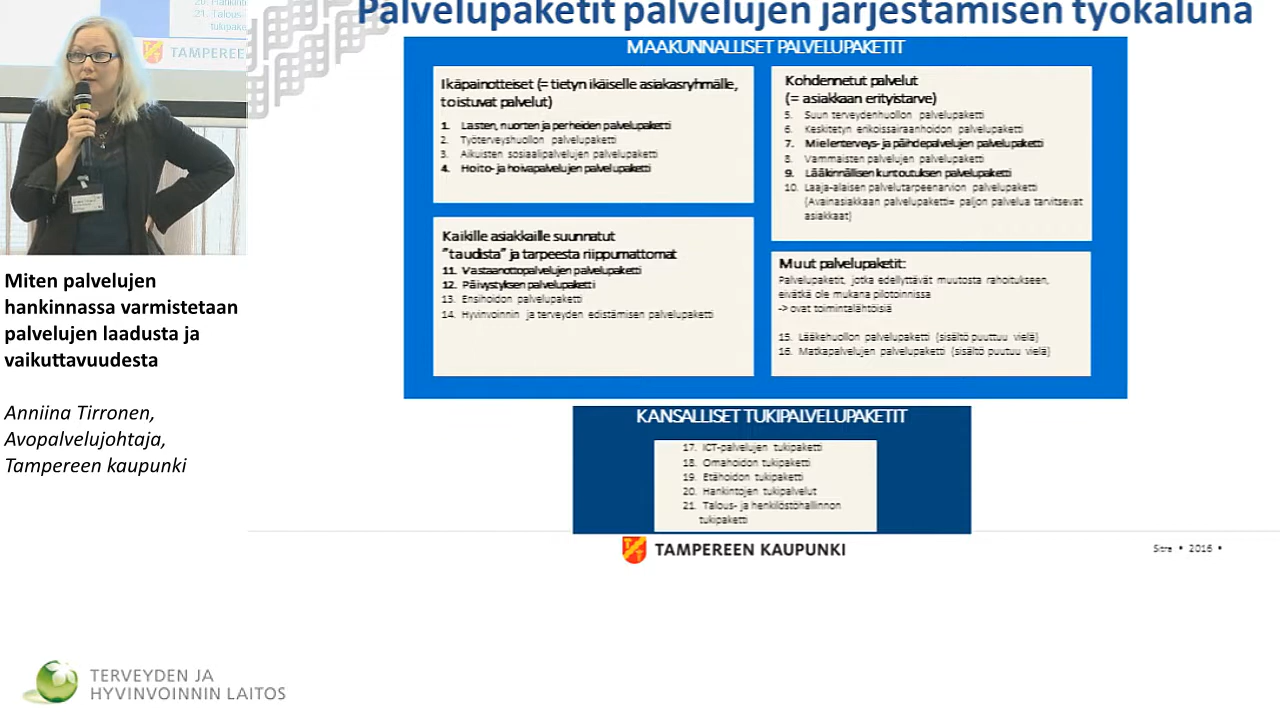 Palvelupaketit palvelujen järjestämisen työkaluna
MAAKUNNALLISET PALVELUPAKETIT
Ikäpainotteiset (= tietyn ikäiselle asiakasryhmälle,
toistuvat palvelut)
1. Lasten, nuorten ja perheiden palvelupaketti
2. Työterveyshuollon palvelupaketti
3. Aikuisten sosiaalipalvelujen palvelupaketti
4. Hoito- ja hoivapalvelujen palvelupaketti
Kohdennetut palvelut
(= asiakkaan erityistarve)
5. Suun terveydenhuollon palvelupaketti
6. Keskitetyn erikoissairaanhoidon palvelupaketti
7. Mielenterveys- ja päihdepalvelujen palvelupaketti
8. Vammaisten palvelujen palvelupaketti
9. Lääkinnällisen kuntoutuksen palvelupaketti
10. Laaja-alaisen palvelutarpeenarvion palvelupaketti
(Avainasiakkaan palvelupaketti= paljon palvelua tarvitsevat
asiakkaat)
Kaikille asiakkaille suunnatut
"taudista" ja tarpeesta riippumattomat
11. Vastaanottopalvelujen palvelupaketti
12. Päivystyksen palvelupaketti
13. Ensihoidon palvelupaketti
14. Hyvinvoinnin ja terveyden edistämisen palvelupaketti
Muut palvelupaketit:
Palvelupaketit, jotka edellyttävät muutosta rahoitukseen,
eivätkä ole mukana pilotoinnissa
-> ovat toimintalähtöisiä
15. Lääkehuollon palvelupaketti (sisältö puuttuu vielä)
16. Matkapalvelujen palvelupaketti (sisältö puutuu vielä)
KANSALLISET TUKIPALVELUPAKETIT
17. ICT-palvelujen tukipaketti
18. Omahoidon tukipaketti
19. Etähoidon tukipaketti
20. Hankintojen tukipalvelut
21. Talous- ja henkilöstöhallinnon
tukipaketti
TAMPEREEN KAUPUNKI
2016
21. Talous-
tukipake
TAMPEREE
Miten palvelujen
hankinnassa varmistetaan
palvelujen laadusta ja
vaikuttavuudesta
Anniina Tirronen,
Avopalvelujohtaja,
Tampereen kaupunki
TERVEYDEN JA
HYVINVOINNIN LAITOS